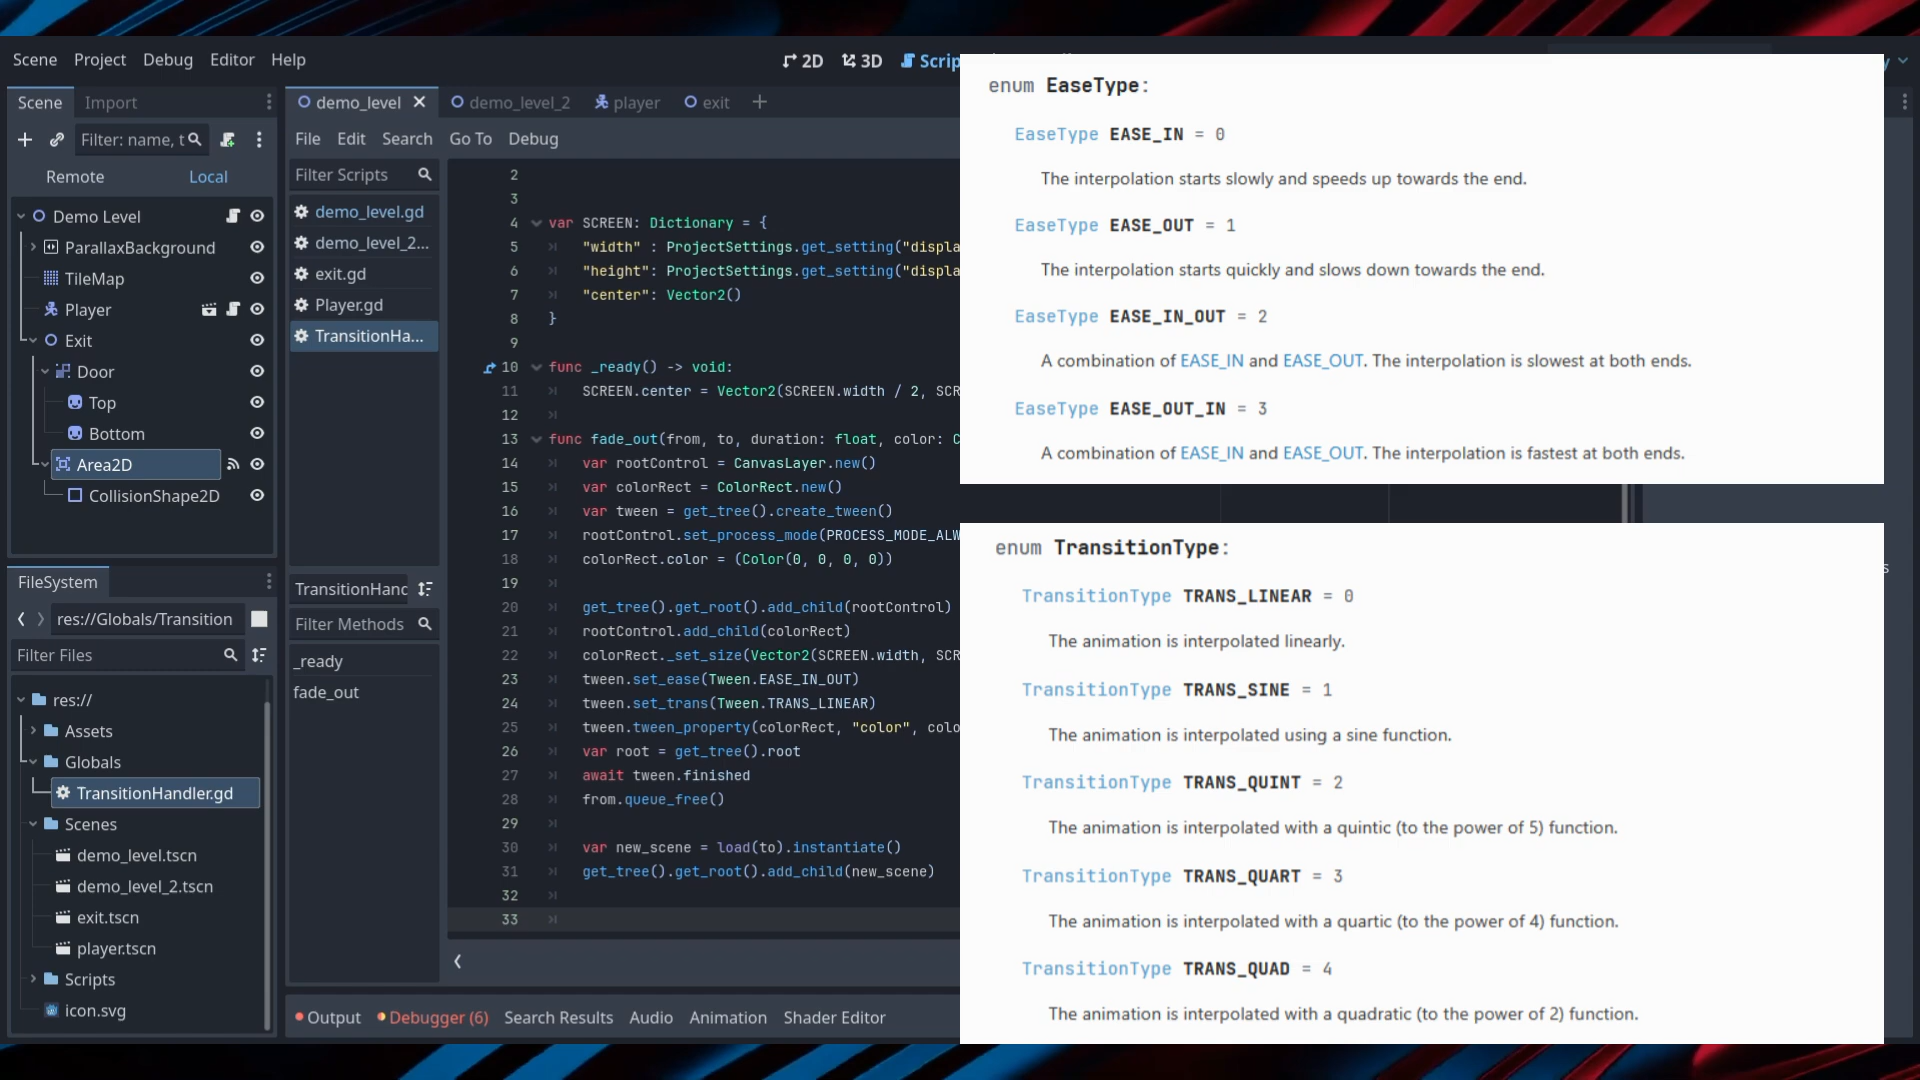 Scene Project Debug Editor Help
2D 3D Scrip
Scene Import
Filter: name, t
Remote Local
Demo Level
ParallaxBackground
TileMap
Player
Exit
Door
Top
Bottom
Area2D
CollisionShape2D
FileSystem
res://Globals/Transition
Filter Files
res://
Assets
Globals
TransitionHandler.gd
Scenes
demo_level.tscn
demo_level_2.tscn
exit.tscn
player.tscn
Scripts
icon.svg
demo_level demo_level_2 player exit
File Edit Search Go To Debug
Filter Scripts
demo_level.gd
demo_level_2...
exit.gd
Player.gd
TransitionHa...
TransitionHanc
Filter Methods
_ready
fade_out
2
3
4 var SCREEN: Dictionary = {
5 "width" : ProjectSettings.get_setting("displa
6 "height": ProjectSettings.get_setting("displa
7 "center": Vector2()
8 }
9
10 func _ready() -> void:
11 SCREEN.center = Vector2(SCREEN.width / 2, SCR
12
13 func fade_out(from, to, duration: float, color: C
14 var rootControl = CanvasLayer.new()
15 var colorRect = ColorRect.new()
16 var tween = get_tree().create_tween()
17 rootControl.set_process_mode(PROCESS_MODE_ALW
18 colorRect.color = (Color(0, 0, 0, 0))
19
20 get_tree().get_root().add_child(rootControl)
21 rootControl.add_child(colorRect)
22 colorRect._set_size(Vector2(SCREEN.width, SCR
23 tween.set_ease(Tween.EASE_IN_OUT)
24 tween.set_trans(Tween.TRANS_LINEAR)
25 tween.tween_property(colorRect, "color", colo
26 var root = get_tree().root
27 await tween.finished
28 from.queue_free()
29
30 var new_scene = load(to).instantiate()
31 get_tree().get_root().add_child(new_scene)
32
33
Output Debugger (6) Search Results Audio Animation Shader Editor
enum EaseType:
EaseType EASE_IN = 0
The interpolation starts slowly and speeds up towards the end.
EaseType EASE_OUT = 1
The interpolation starts quickly and slows down towards the end.
EaseType EASE_IN_OUT = 2
A combination of EASE_IN and EASE_OUT. The interpolation is slowest at both ends.
EaseType EASE_OUT_IN = 3
A combination of EASE_IN and EASE_OUT. The interpolation is fastest at both ends.
enum TransitionType:
TransitionType TRANS_LINEAR = 0
The animation is interpolated linearly.
TransitionType TRANS_SINE = 1
The animation is interpolated using a sine function.
TransitionType TRANS_QUINT = 2
The animation is interpolated with a quintic (to the power of 5) function.
TransitionType TRANS_QUART = 3
The animation is interpolated with a quartic (to the power of 4) function.
TransitionType TRANS_QUAD = 4
The animation is interpolated with a quadratic (to the power of 2) function.